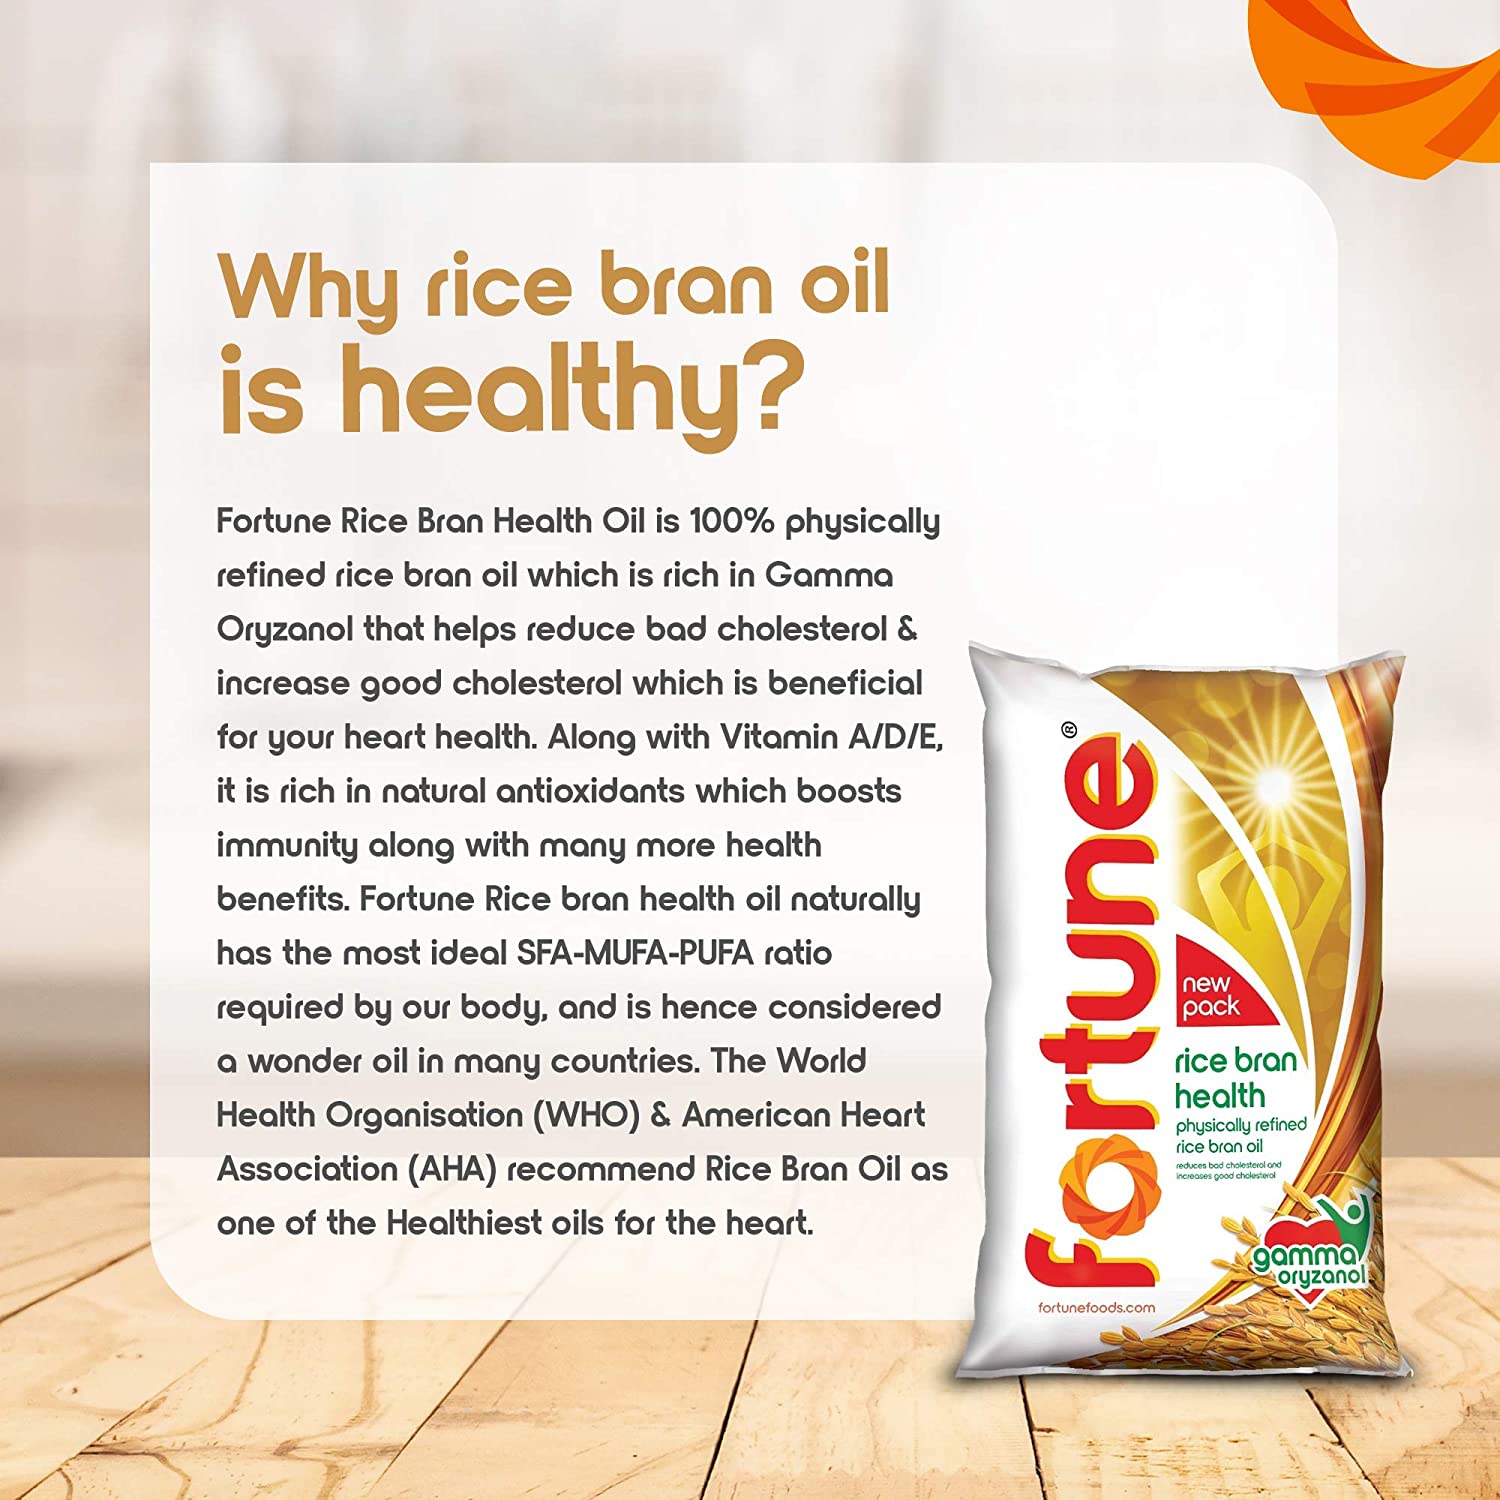 Why rice bran oil
is healthy?
Fortune Rice Bran Health Oil is 100% physically
refined rice bran oil which is rich in Gamma
Oryzanol that helps reduce bad cholesterol &
increase good cholesterol which is beneficial
for your heart health. Along with Vitamin A/D/E,
it is rich in natural antioxidants which boosts
immunity along with many more health
benefits. Fortune Rice bran health oil naturally
has the most ideal SFA-MUFA-PUFA ratio
required by our body, and is hence considered
a wonder oil in many countries. The World
Health Organisation (WHO) & American Heart
Association (AHA) recommend Rice Bran Oil as
one of the Healthiest oils for the heart.
fortune®
new
pack
rice bran
health
physically refined
rice bran oil
reduces bad cholesterol and
increases good cholesterol
gamma
oryzanol
fortunefoods.com